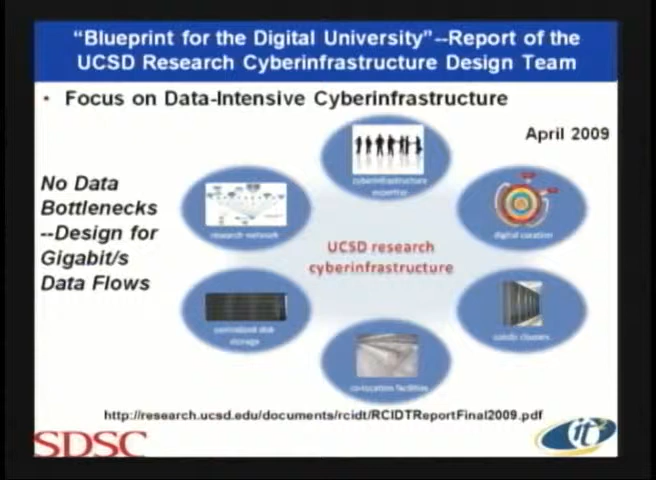 “Blueprint for the Digital University”--Report of the
UCSD Research Cyberinfrastructure Design Team
• Focus on Data-Intensive Cyberinfrastructure
April 2009
No Data
Bottlenecks
--Design for
Gigabit/s
Data Flows
cyberinfrastructure
expertise
research network
digital curation
UCSD research
cyberinfrastructure
centralized disk
storage
condo clusters
co-location facilities
http://research.ucsd.edu/documents/rcidt/RCIDTReportFinal2009.pdf
SDSC
it2